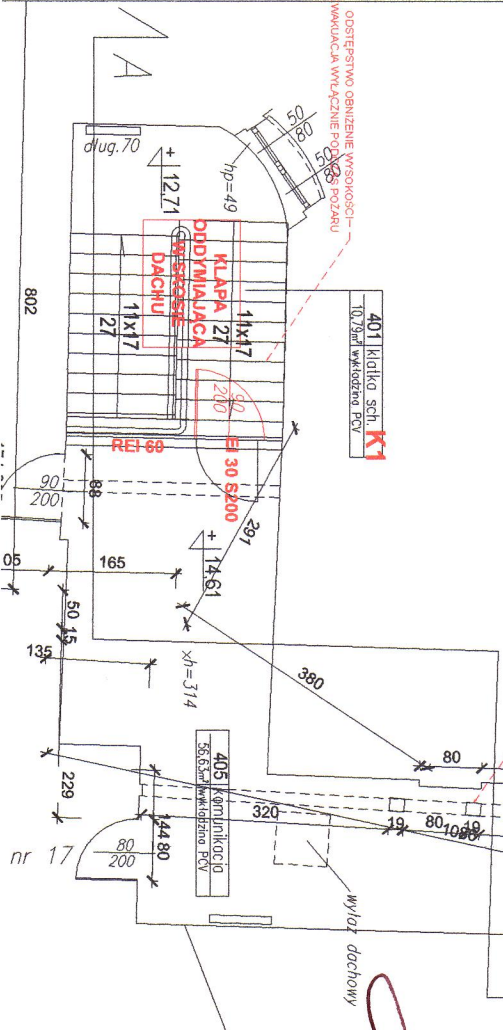 ODSTĘPSTWO OBNIŻENIE WYSOKOŚCI-
WAKUACJA WYŁĄCZNIE PODCZAS POŻARU
A
dług.70
+ 12,71
hp=49
50
80
50
80
KLAPA
ODDYMIAJĄCA
W SKOSIE
DACHU
11x17
27
11x17
27
802
401 klatka sch. K1
10,79m² wykładzina PCV
90
200
REI 60
EI 30 S200
90
200
88
297
+ 14,61
05
165
50 15
135
xh=314
380
80
229
405 komunikacja
56,63m² wykładzina PCV
320
19
80
19
144
80
80
200
nr 17
wyłaz dachowy